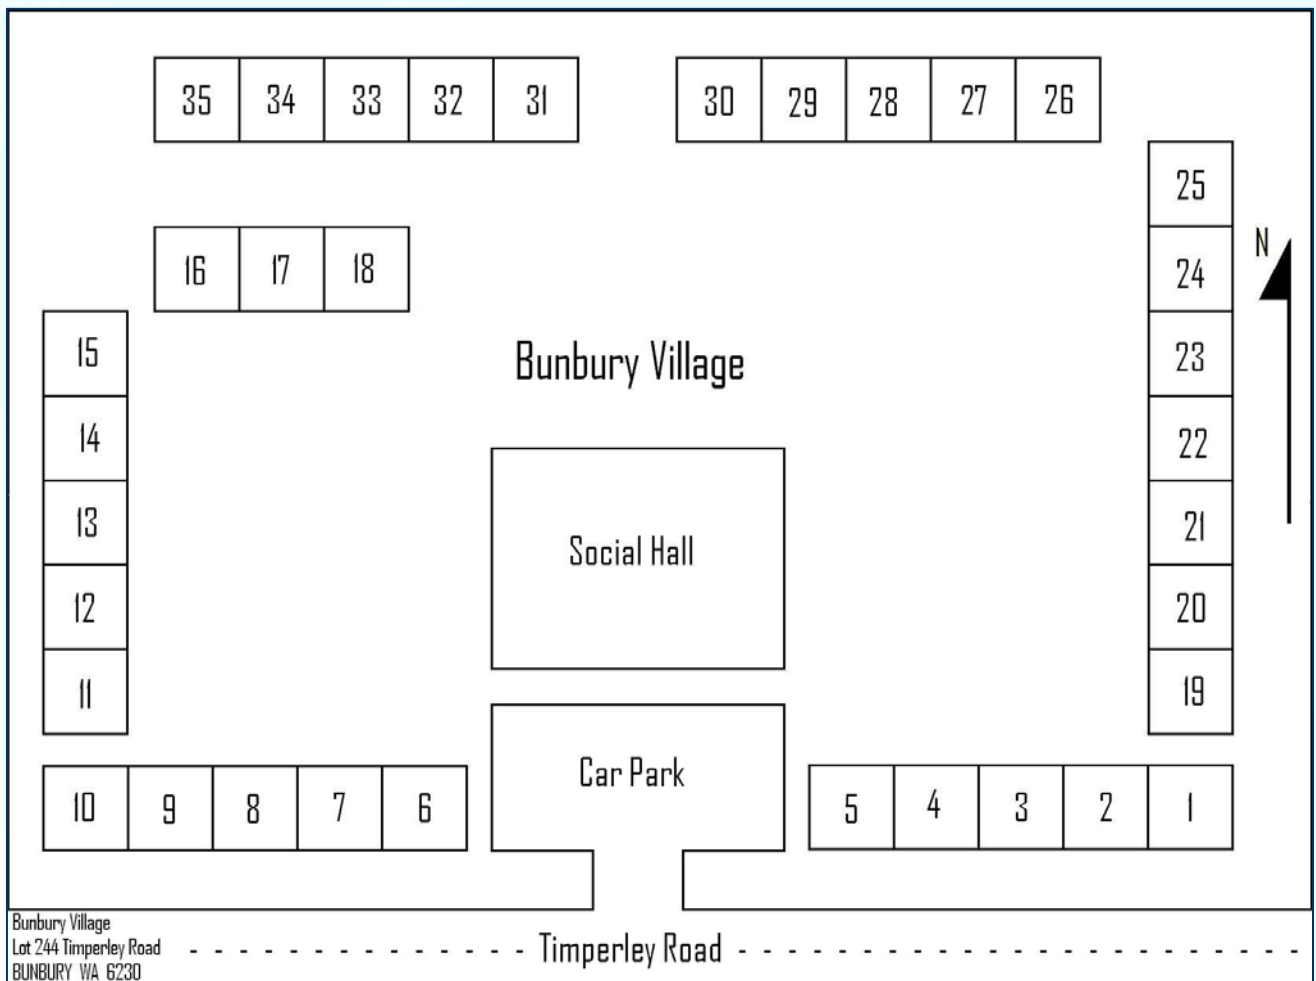 35 34 33 32 31 30 29 28 27 26
25
16 17 18
N
24
15
Bunbury Village
23
14
22
13
Social Hall
21
12
20
11
19
Car Park
10 9 8 7 6 5 4 3 2 1
Bunbury Village
Lot 244 Timperley Road
BUNBURY WA 6230
Timperley Road